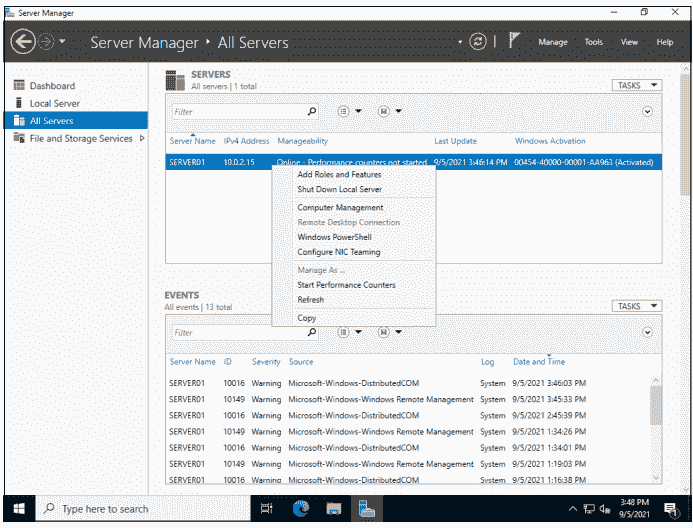 Server Manager
Server Manager • All Servers
Manage Tools View Help
Dashboard
Local Server
All Servers
File and Storage Services
SERVERS
All servers | 1 total
TASKS
Filter
Server Name IPv4 Address Manageability Last Update Windows Activation
SERVER01 10.0.2.15 Online - Performance counters not started 9/5/2021 3:46:14 PM 00454-40000-00001-AA963 (Activated)
Add Roles and Features
Shut Down Local Server
Computer Management
Remote Desktop Connection
Windows PowerShell
Configure NIC Teaming
Manage As ...
Start Performance Counters
Refresh
Copy
EVENTS
All events | 13 total
TASKS
Filter
Server Name ID Severity Source Log Date and Time
SERVER01 10016 Warning Microsoft-Windows-DistributedCOM System 9/5/2021 3:46:03 PM
SERVER01 10149 Warning Microsoft-Windows-Windows Remote Management System 9/5/2021 3:45:33 PM
SERVER01 10016 Warning Microsoft-Windows-DistributedCOM System 9/5/2021 2:45:39 PM
SERVER01 10149 Warning Microsoft-Windows-Windows Remote Management System 9/5/2021 1:34:26 PM
SERVER01 10016 Warning Microsoft-Windows-DistributedCOM System 9/5/2021 1:34:01 PM
SERVER01 10149 Warning Microsoft-Windows-Windows Remote Management System 9/5/2021 1:19:03 PM
SERVER01 10016 Warning Microsoft-Windows-DistributedCOM System 9/5/2021 1:16:38 PM
Type here to search
3:48 PM
9/5/2021
1